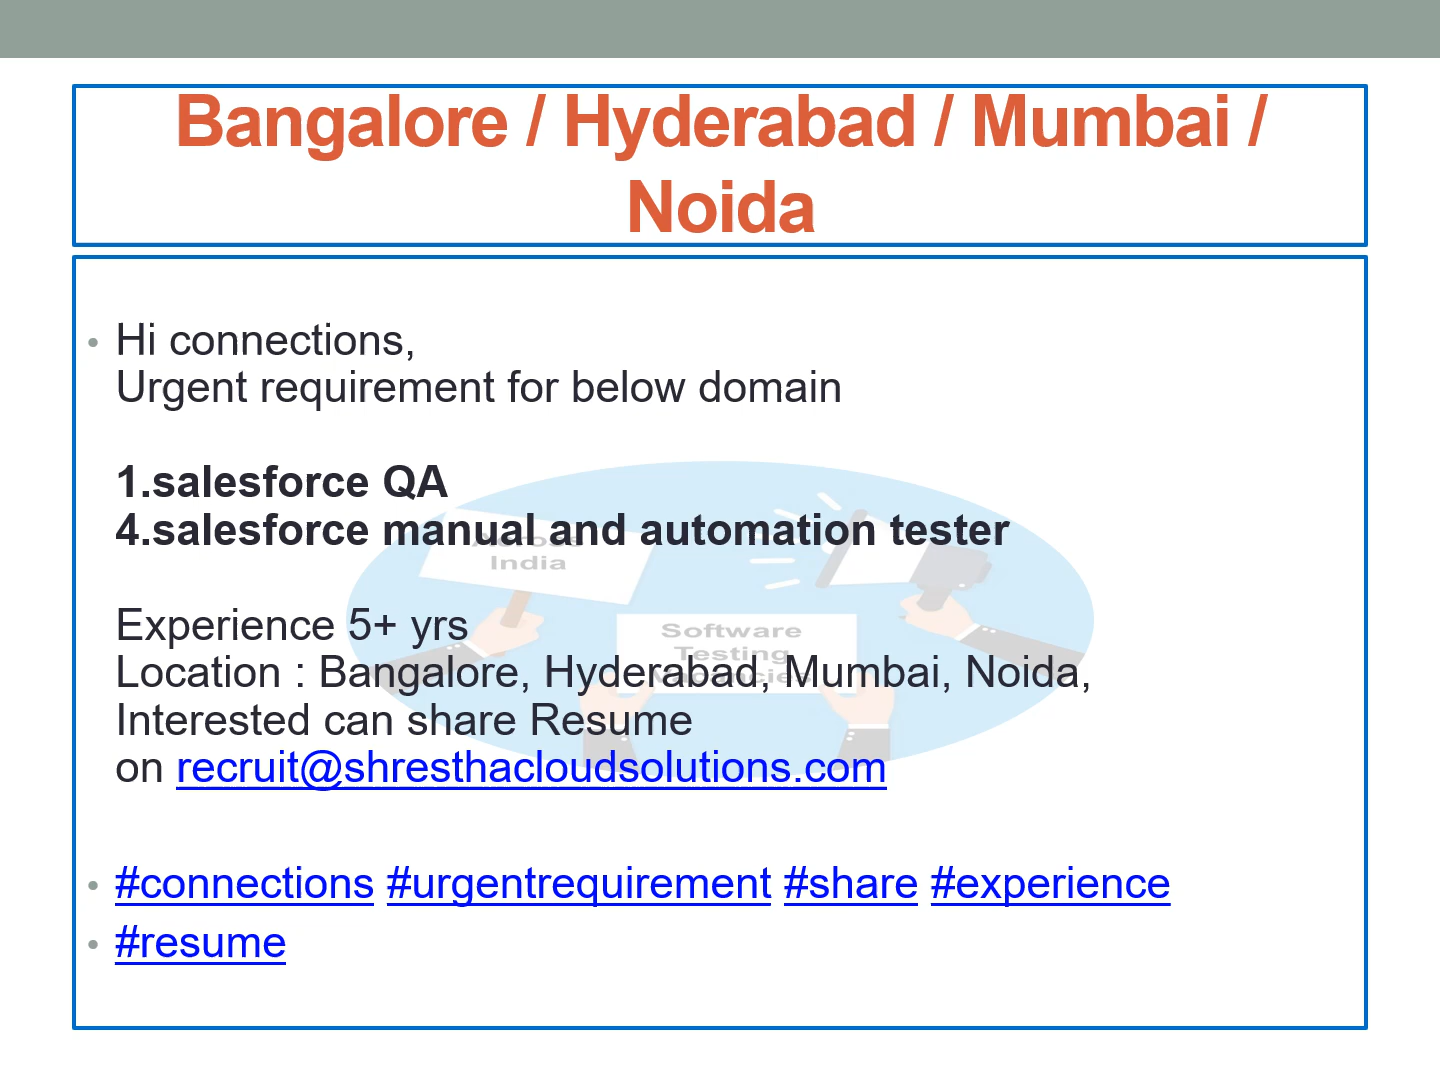 Bangalore / Hyderabad / Mumbai /
Noida
• Hi connections,
Urgent requirement for below domain
1.salesforce QA
4.salesforce manual and automation tester
Across
India
Experience 5+ yrs
Software
Testing
Vacancies
Location : Bangalore, Hyderabad, Mumbai, Noida,
Interested can share Resume
on recruit@shresthacloudsolutions.com
• #connections #urgentrequirement #share #experience
• #resume